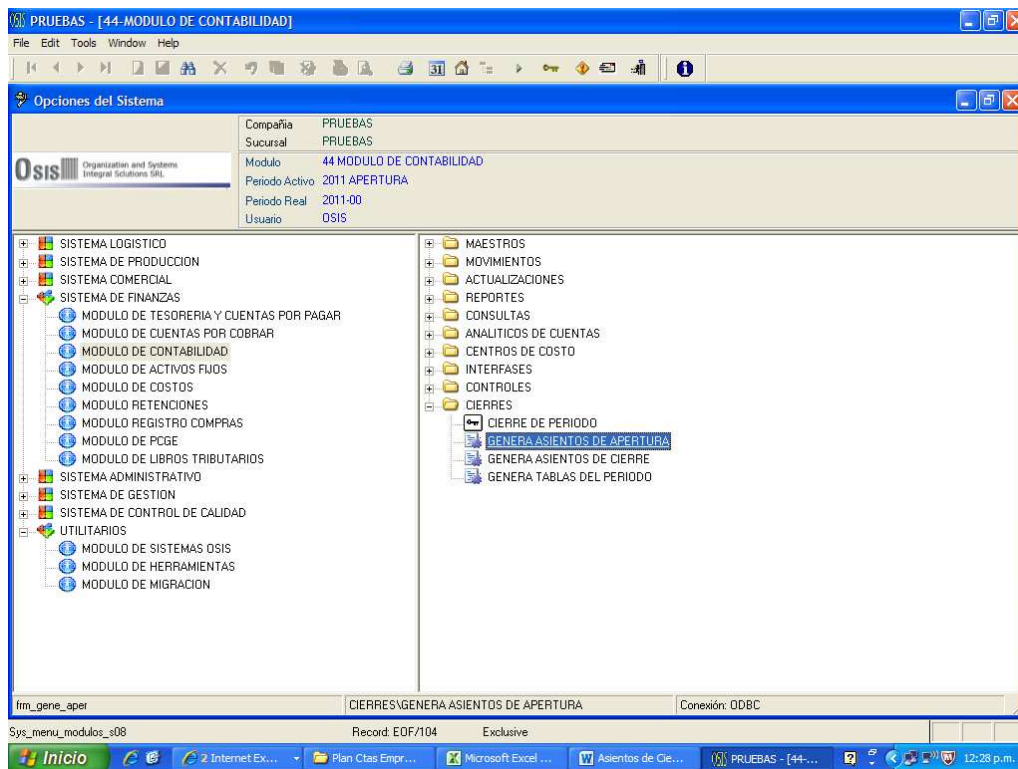 PRUEBAS - [44-MODULO DE CONTABILIDAD]
File Edit Tools Window Help
31
Opciones del Sistema
Osis Organization and Systems Integral Solutions SRL
Compañia PRUEBAS
Sucursal PRUEBAS
Modulo 44 MODULO DE CONTABILIDAD
Periodo Activo 2011 APERTURA
Periodo Real 2011-00
Usuario OSIS
SISTEMA LOGISTICO
SISTEMA DE PRODUCCION
SISTEMA COMERCIAL
SISTEMA DE FINANZAS
MODULO DE TESORERIA Y CUENTAS POR PAGAR
MODULO DE CUENTAS POR COBRAR
MODULO DE CONTABILIDAD
MODULO DE ACTIVOS FIJOS
MODULO DE COSTOS
MODULO RETENCIONES
MODULO REGISTRO COMPRAS
MODULO DE PCGE
MODULO DE LIBROS TRIBUTARIOS
SISTEMA ADMINISTRATIVO
SISTEMA DE GESTION
SISTEMA DE CONTROL DE CALIDAD
UTILITARIOS
MODULO DE SISTEMAS OSIS
MODULO DE HERRAMIENTAS
MODULO DE MIGRACION
MAESTROS
MOVIMIENTOS
ACTUALIZACIONES
REPORTES
CONSULTAS
ANALITICOS DE CUENTAS
CENTROS DE COSTO
INTERFASES
CONTROLES
CIERRES
CIERRE DE PERIODO
GENERA ASIENTOS DE APERTURA
GENERA ASIENTOS DE CIERRE
GENERA TABLAS DEL PERIODO
frm_gene_aper CIERRES\GENERA ASIENTOS DE APERTURA Conexión: ODBC
Sys_menu_modulos_s08 Record: EOF/104 Exclusive
Inicio 2 Internet Ex... Plan Ctas Empr... Microsoft Excel ... Asientos de Cie... PRUEBAS - [44-... 12:28 p.m.